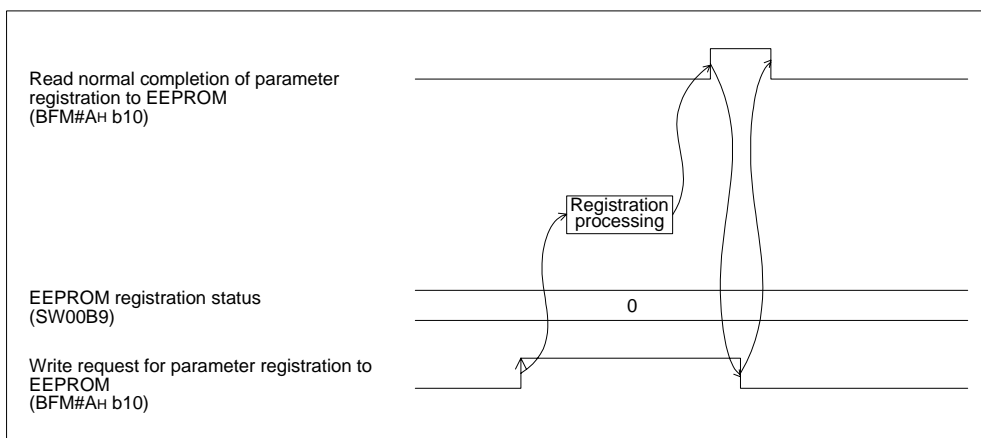 Read normal completion of parameter
registration to EEPROM
(BFM#AH b10)
Registration
processing
EEPROM registration status
(SW00B9)
0
Write request for parameter registration to
EEPROM
(BFM#AH b10)